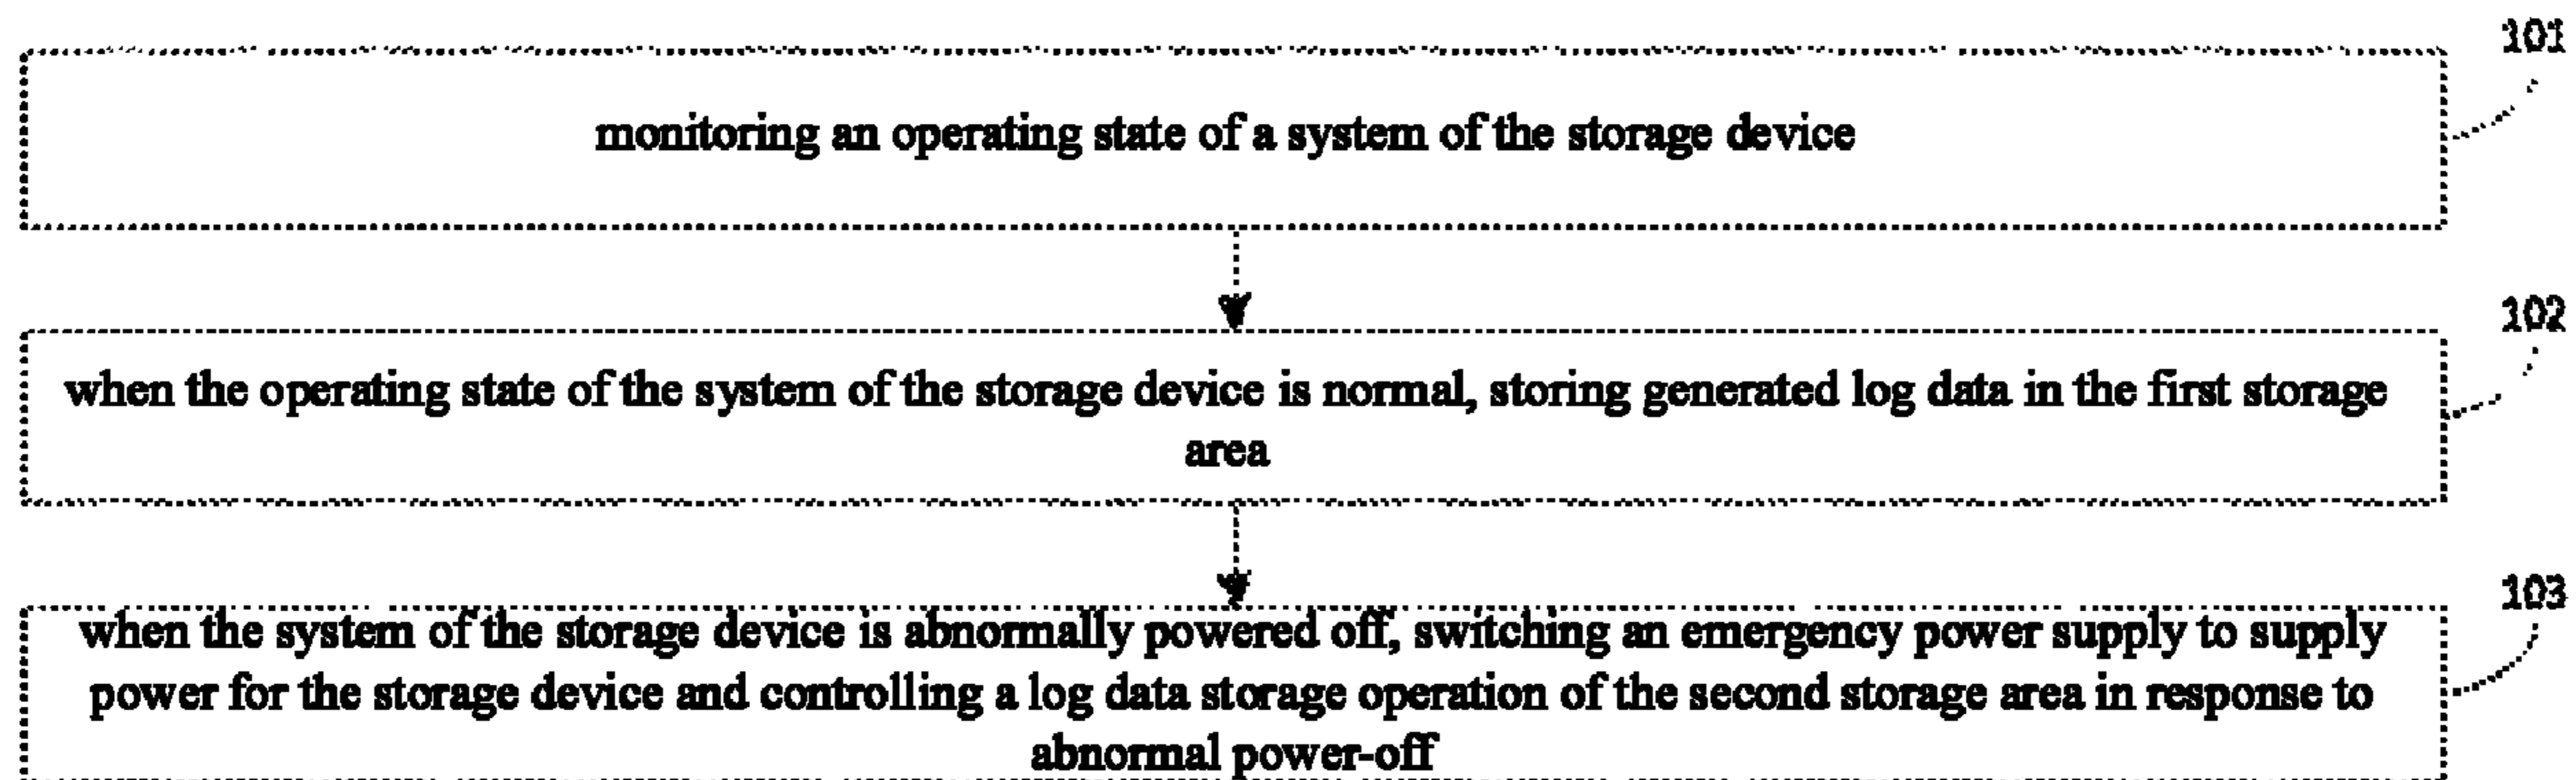 101
monitoring an operating state of a system of the storage device
102
when the operating state of the system of the storage device is normal, storing generated log data in the first storage
area
103
when the system of the storage device is abnormally powered off, switching an emergency power supply to supply
power for the storage device and controlling a log data storage operation of the second storage area in response to
abnormal power-off